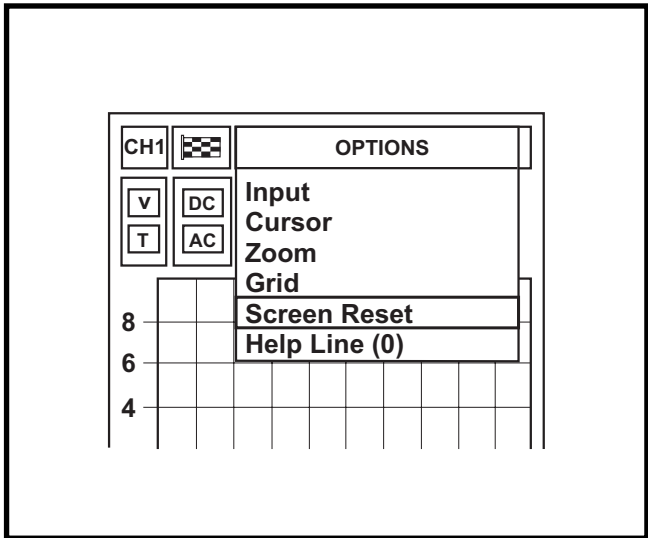 CH1 OPTIONS
V DC
T AC
Input
Cursor
Zoom
Grid
Screen Reset
Help Line (0)
8
6
4